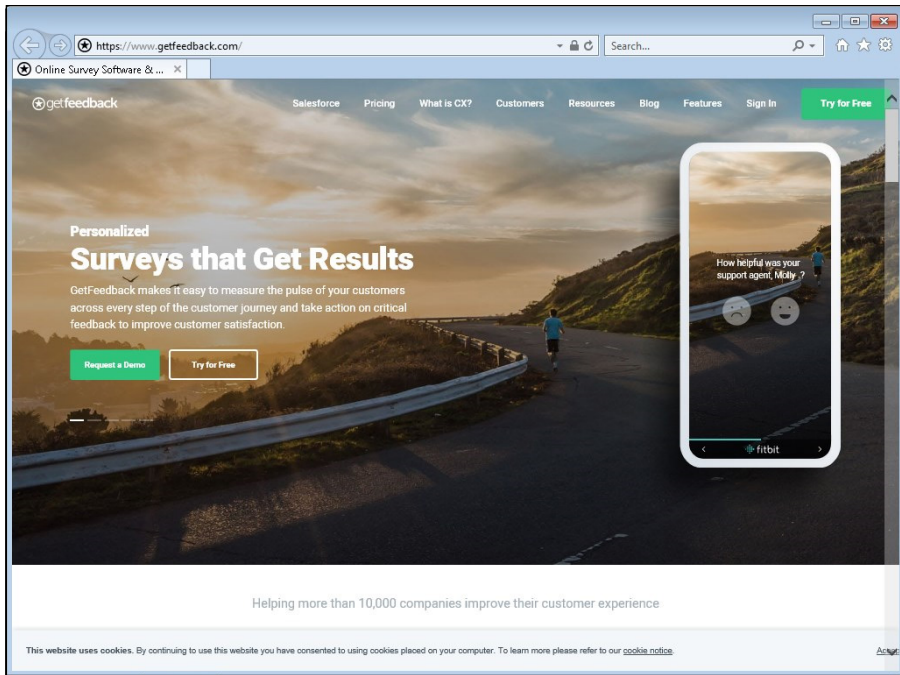 https://www.getfeedback.com/
Search...
Online Survey Software & ...
getfeedback
Salesforce Pricing What is CX? Customers Resources Blog Features Sign In Try for Free
Personalized
Surveys that Get Results
GetFeedback makes it easy to measure the pulse of your customers
across every step of the customer journey and take action on critical
feedback to improve customer satisfaction.
Request a Demo Try for Free
How helpful was your
support agent, Molly ?
fitbit
Helping more than 10,000 companies improve their customer experience
This website uses cookies. By continuing to use this website you have consented to using cookies placed on your computer. To learn more please refer to our cookie notice.